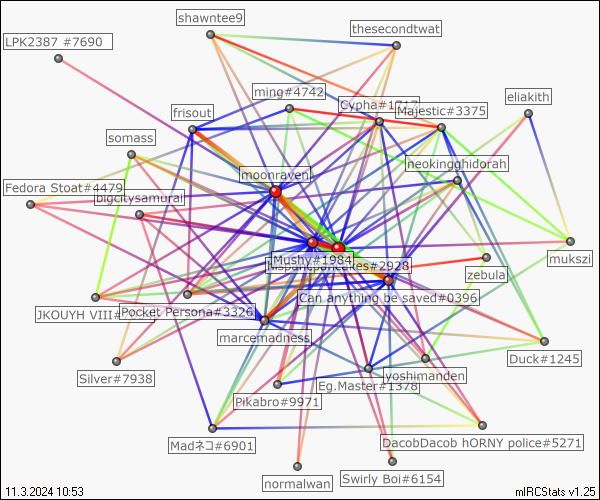 shawntee9
thesecondtwat
LPK2387 #7690
ming#4742
eliakith
Cypha#1717
Majestic#3375
frisout
somass
neokingghidorah
moonraven
Fedora Stoat#4479
bigcitysamurai
mukszi
Mushy#1984
#2928
zebula
Can anything be saved#0396
JKOUYH VIII#
Pocket Persona#3326
marcemadness
Duck#1245
Silver#7938
yoshimanden
Eg.Master#1378
Pikabro#9971
Madネコ#6901
DacobDacob hORNY police#5271
normalwan
Swirly Boi#6154
11.3.2024 10:53
mIRCStats v1.25